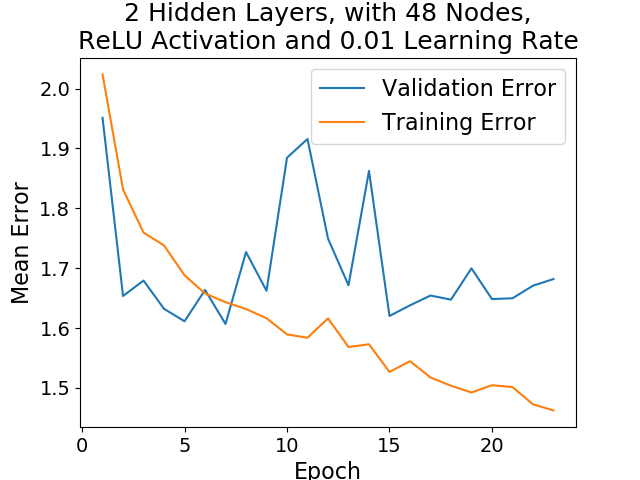 2 Hidden Layers, with 48 Nodes,
ReLU Activation and 0.01 Learning Rate
Validation Error
Training Error
Mean Error
2.0
1.9
1.8
1.7
1.6
1.5
0 5 10 15 20
Epoch